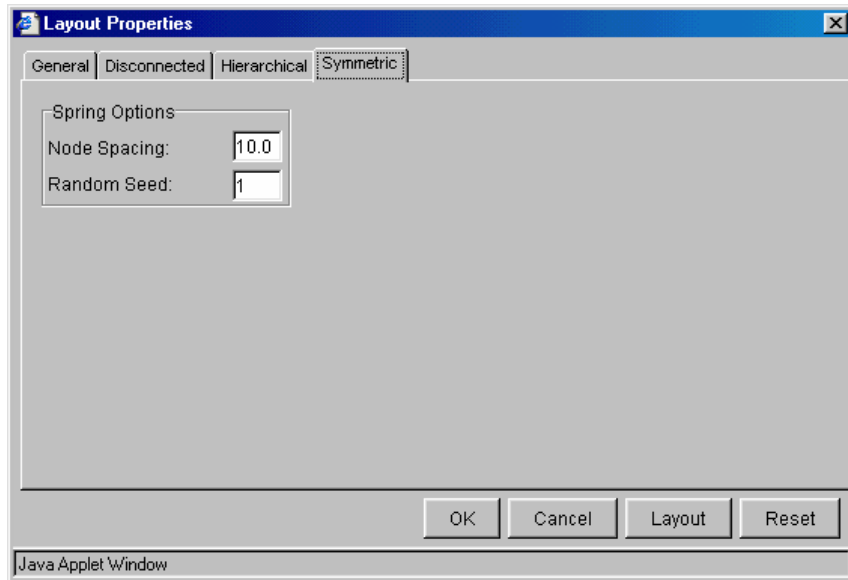 Layout Properties
General Disconnected Hierarchical Symmetric
Spring Options
Node Spacing: 10.0
Random Seed: 1
OK Cancel Layout Reset
Java Applet Window